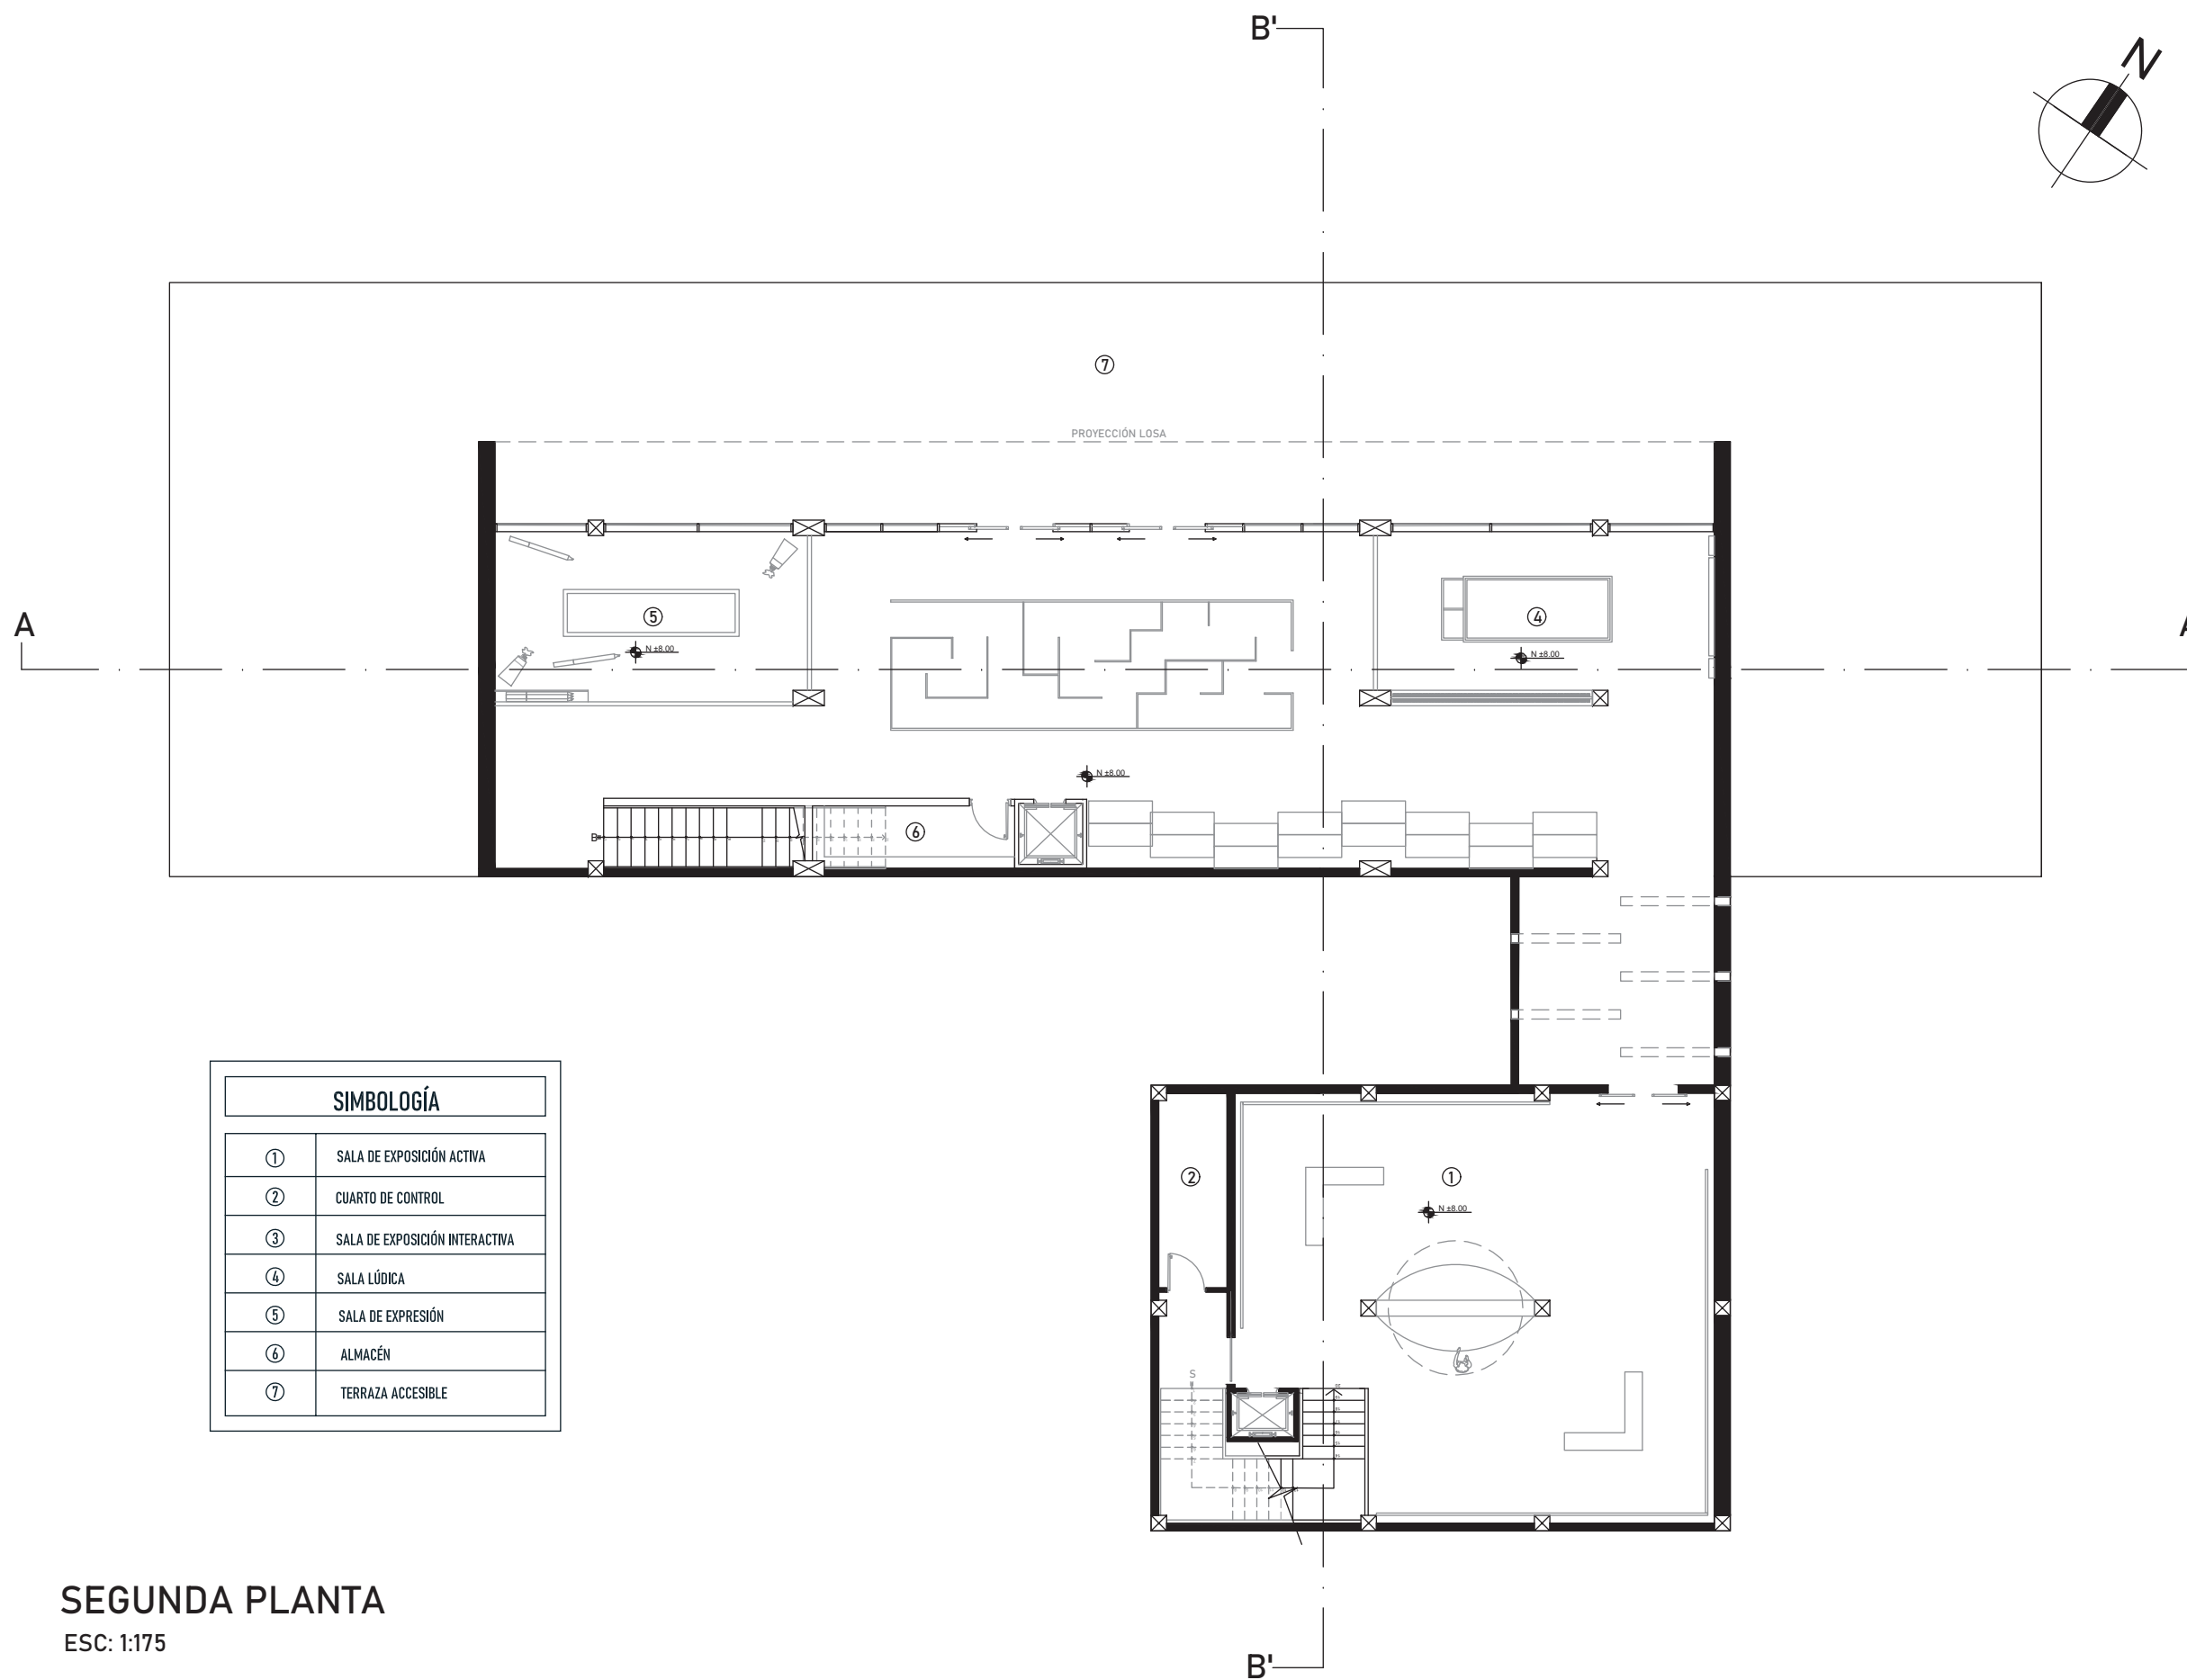 B'
N
⑦
PROYECCIÓN LOSA
A
⑤
④
N ±8.00
N ±8.00
N ±8.00
B
⑥
SIMBOLOGÍA
① SALA DE EXPOSICIÓN ACTIVA
② CUARTO DE CONTROL
③ SALA DE EXPOSICIÓN INTERACTIVA
④ SALA LÚDICA
⑤ SALA DE EXPRESIÓN
⑥ ALMACÉN
⑦ TERRAZA ACCESIBLE
②
①
N ±8.00
S
SEGUNDA PLANTA
ESC: 1:175
B'